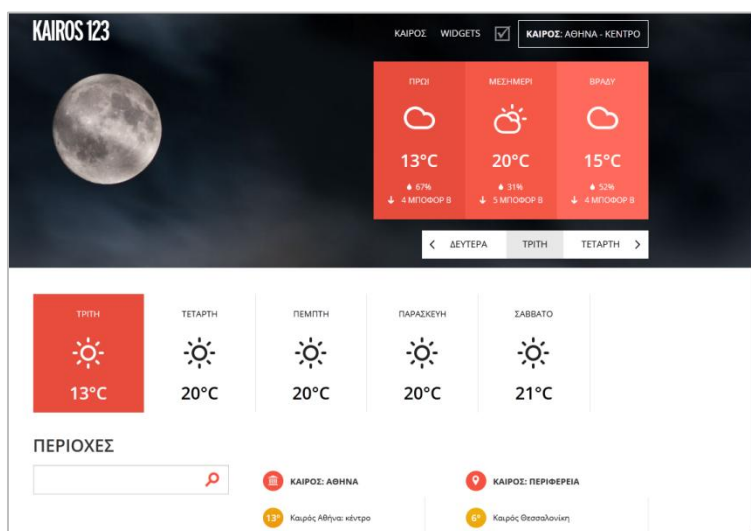 KAIROS 123
ΚΑΙΡΟΣ WIDGETS ΚΑΙΡΟΣ: ΑΘΗΝΑ - ΚΕΝΤΡΟ
ΠΡΩΙ ΜΕΣΗΜΕΡΙ ΒΡΑΔΥ
13°C 20°C 15°C
67% 31% 52%
4 ΜΠΟΦΟΡ Β 5 ΜΠΟΦΟΡ Β 4 ΜΠΟΦΟΡ Β
ΔΕΥΤΕΡΑ ΤΡΙΤΗ ΤΕΤΑΡΤΗ
ΤΡΙΤΗ ΤΕΤΑΡΤΗ ΠΕΜΠΤΗ ΠΑΡΑΣΚΕΥΗ ΣΑΒΒΑΤΟ
13°C 20°C 20°C 20°C 21°C
ΠΕΡΙΟΧΕΣ
ΚΑΙΡΟΣ: ΑΘΗΝΑ ΚΑΙΡΟΣ: ΠΕΡΙΦΕΡΕΙΑ
13° Καιρός Αθήνα: κέντρο 6° Καιρός Θεσσαλονίκη